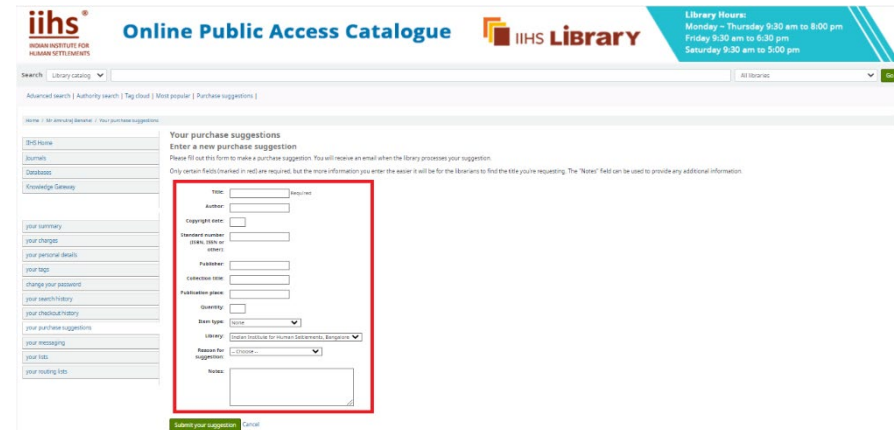 iihs
INDIAN INSTITUTE FOR
HUMAN SETTLEMENTS
Online Public Access Catalogue
IIHS LiBrarY
Library Hours:
Monday - Thursday 9:30 am to 8:00 pm
Friday 9:30 am to 6:30 pm
Saturday 9:30 am to 5:00 pm
Search Library catalog All libraries Go
Advanced search | Authority search | Tag cloud | Most popular | Purchase suggestions |
Home / Mr Amruraj / Your purchase suggestions
IIHS Home
Journals
Databases
Knowledge Gateway
your summary
your charges
your personal details
your tags
change your password
your search history
your checkout history
your purchase suggestions
your messaging
your lists
your routing lists
Your purchase suggestions
Enter a new purchase suggestion
Please fill out this form to make a purchase suggestion. You will receive an email when the library processes your suggestion.
Only certain fields (marked in red) are required, but the more information you enter the easier it will be for the librarians to find the title you're requesting. The "Notes" field can be used to provide any additional information.
Title: Required
Author:
Copyright date:
Standard number
(ISBN, ISSN or
other):
Publisher:
Collection title:
Publication place:
Quantity:
Item type: None
Library: Indian Institute for Human Settlements, Bangalore
Reason for
suggestion: -- Choose --
Notes:
Submit your suggestion Cancel